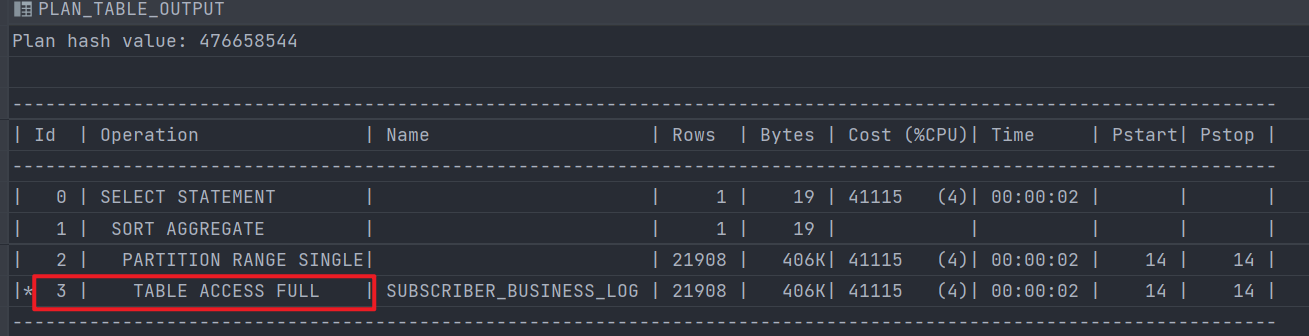 PLAN_TABLE_OUTPUT
Plan hash value: 476658544
-------------------------------------------------------------------------------------------------------------------
| Id  | Operation               | Name                    | Rows  | Bytes | Cost (%CPU)| Time     | Pstart| Pstop |
-------------------------------------------------------------------------------------------------------------------
|   0 | SELECT STATEMENT        |                         |     1 |    19 | 41115   (4)| 00:00:02 |       |       |
|   1 |  SORT AGGREGATE         |                         |     1 |    19 |            |          |       |       |
|   2 |   PARTITION RANGE SINGLE|                         | 21908 |   406K| 41115   (4)| 00:00:02 |    14 |    14 |
|*  3 |    TABLE ACCESS FULL    | SUBSCRIBER_BUSINESS_LOG | 21908 |   406K| 41115   (4)| 00:00:02 |    14 |    14 |
-------------------------------------------------------------------------------------------------------------------